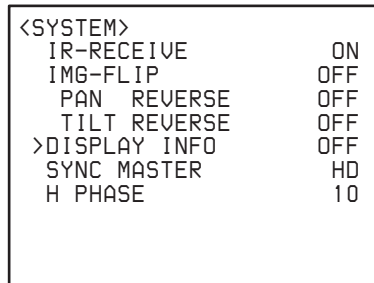 <SYSTEM>
IR-RECEIVE ON
IMG-FLIP OFF
PAN REVERSE OFF
TILT REVERSE OFF
>DISPLAY INFO OFF
SYNC MASTER HD
H PHASE 10